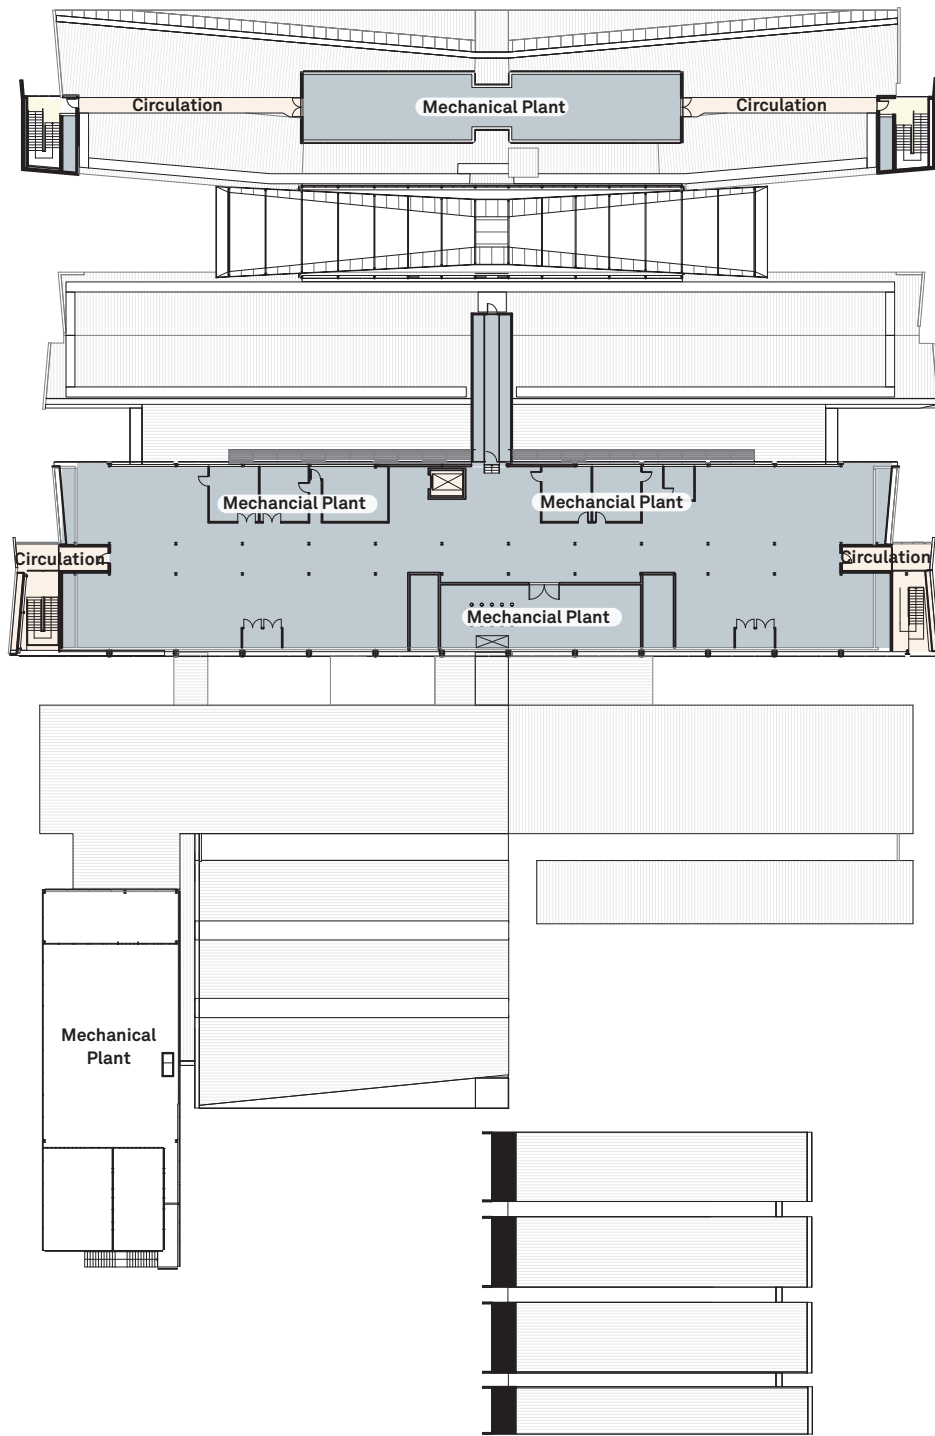 Circulation
Mechanical Plant
Circulation
Mechancial Plant
Mechancial Plant
Circulation
Circulation
Mechancial Plant
Mechanical
Plant